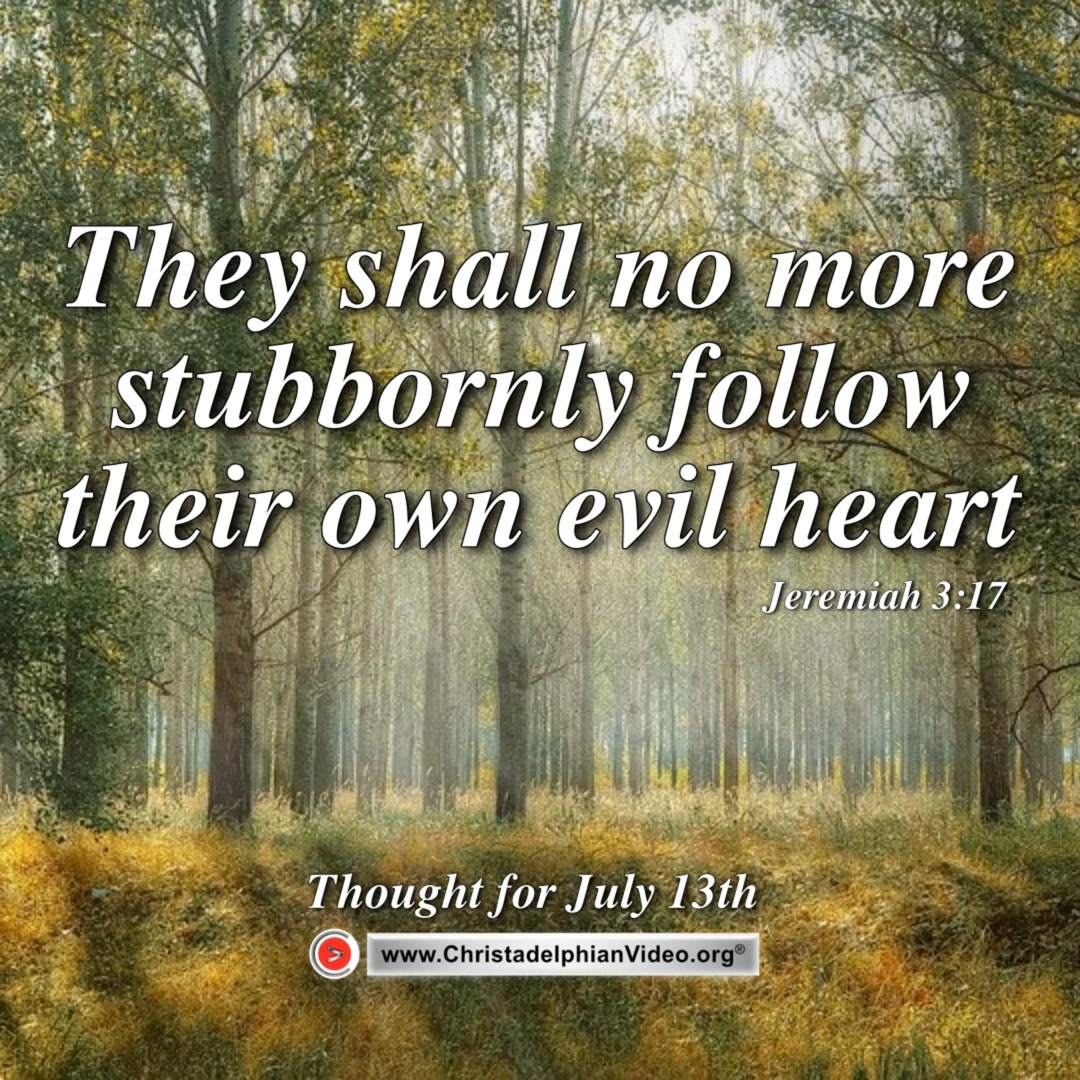 They shall no more
stubbornly follow
their own evil heart
Jeremiah 3:17
Thought for July 13th
www.ChristadelphianVideo.org®